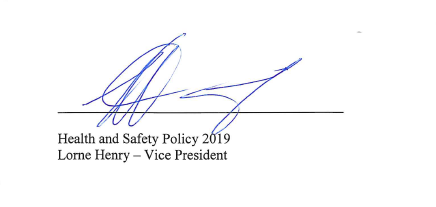 Health and Safety Policy 2019
Lorne Henry – Vice President